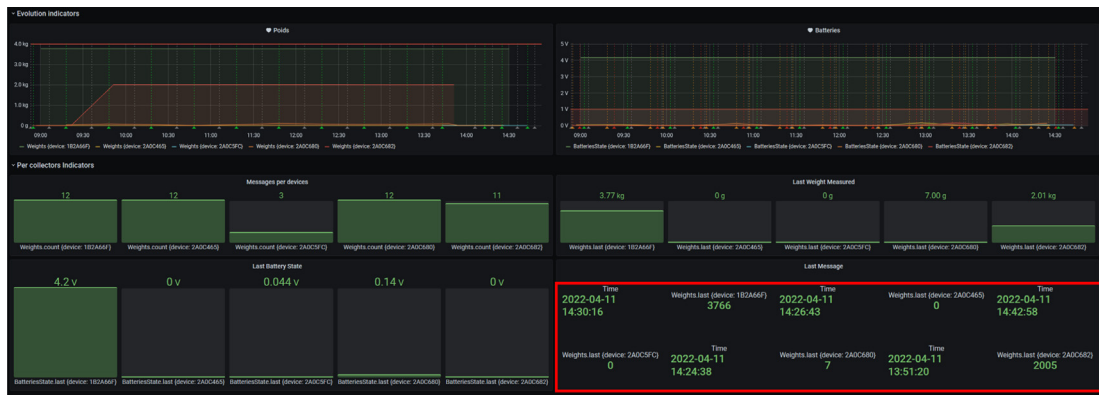 Evolution indicators
Poids
4.0 kg
3.0 kg
2.0 kg
1.0 kg
0 g
09:00 09:30 10:00 10:30 11:00 11:30 12:00 12:30 13:00 13:30 14:00 14:30
Weights (device: 1B2A66F) Weights (device: 2A0C465) Weights (device: 2A0C5FC) Weights (device: 2A0C680) Weights (device: 2A0C682)
Batteries
5 V
4 V
3 V
2 V
1 V
0 V
09:00 09:30 10:00 10:30 11:00 11:30 12:00 12:30 13:00 13:30 14:00 14:30
BatteriesState (device: 1B2A66F) BatteriesState (device: 2A0C465) BatteriesState (device: 2A0C5FC) BatteriesState (device: 2A0C680) BatteriesState (device: 2A0C682)
Per collectors Indicators
Messages per devices
12 12 3 12 11
Weights.count {device: 1B2A66F} Weights.count {device: 2A0C465} Weights.count {device: 2A0C5FC} Weights.count {device: 2A0C680} Weights.count {device: 2A0C682}
Last Weight Measured
3.77 kg 0 g 0 g 7.00 g 2.01 kg
Weights.last {device: 1B2A66F} Weights.last {device: 2A0C465} Weights.last {device: 2A0C5FC} Weights.last {device: 2A0C680} Weights.last {device: 2A0C682}
Last Battery State
4.2 V 0 V 0.044 V 0.14 V 0 V
BatteriesState.last {device: 1B2A66F} BatteriesState.last {device: 2A0C465} BatteriesState.last {device: 2A0C5FC} BatteriesState.last {device: 2A0C680} BatteriesState.last {device: 2A0C682}
Last Message
Time
2022-04-11
14:30:16
Weights.last {device: 1B2A66F}
3766
Time
2022-04-11
14:26:43
Weights.last {device: 2A0C465}
0
Time
2022-04-11
14:42:58
Weights.last {device: 2A0C5FC}
0
Time
2022-04-11
14:24:38
Weights.last {device: 2A0C680}
7
Time
2022-04-11
13:51:20
Weights.last {device: 2A0C682}
2005